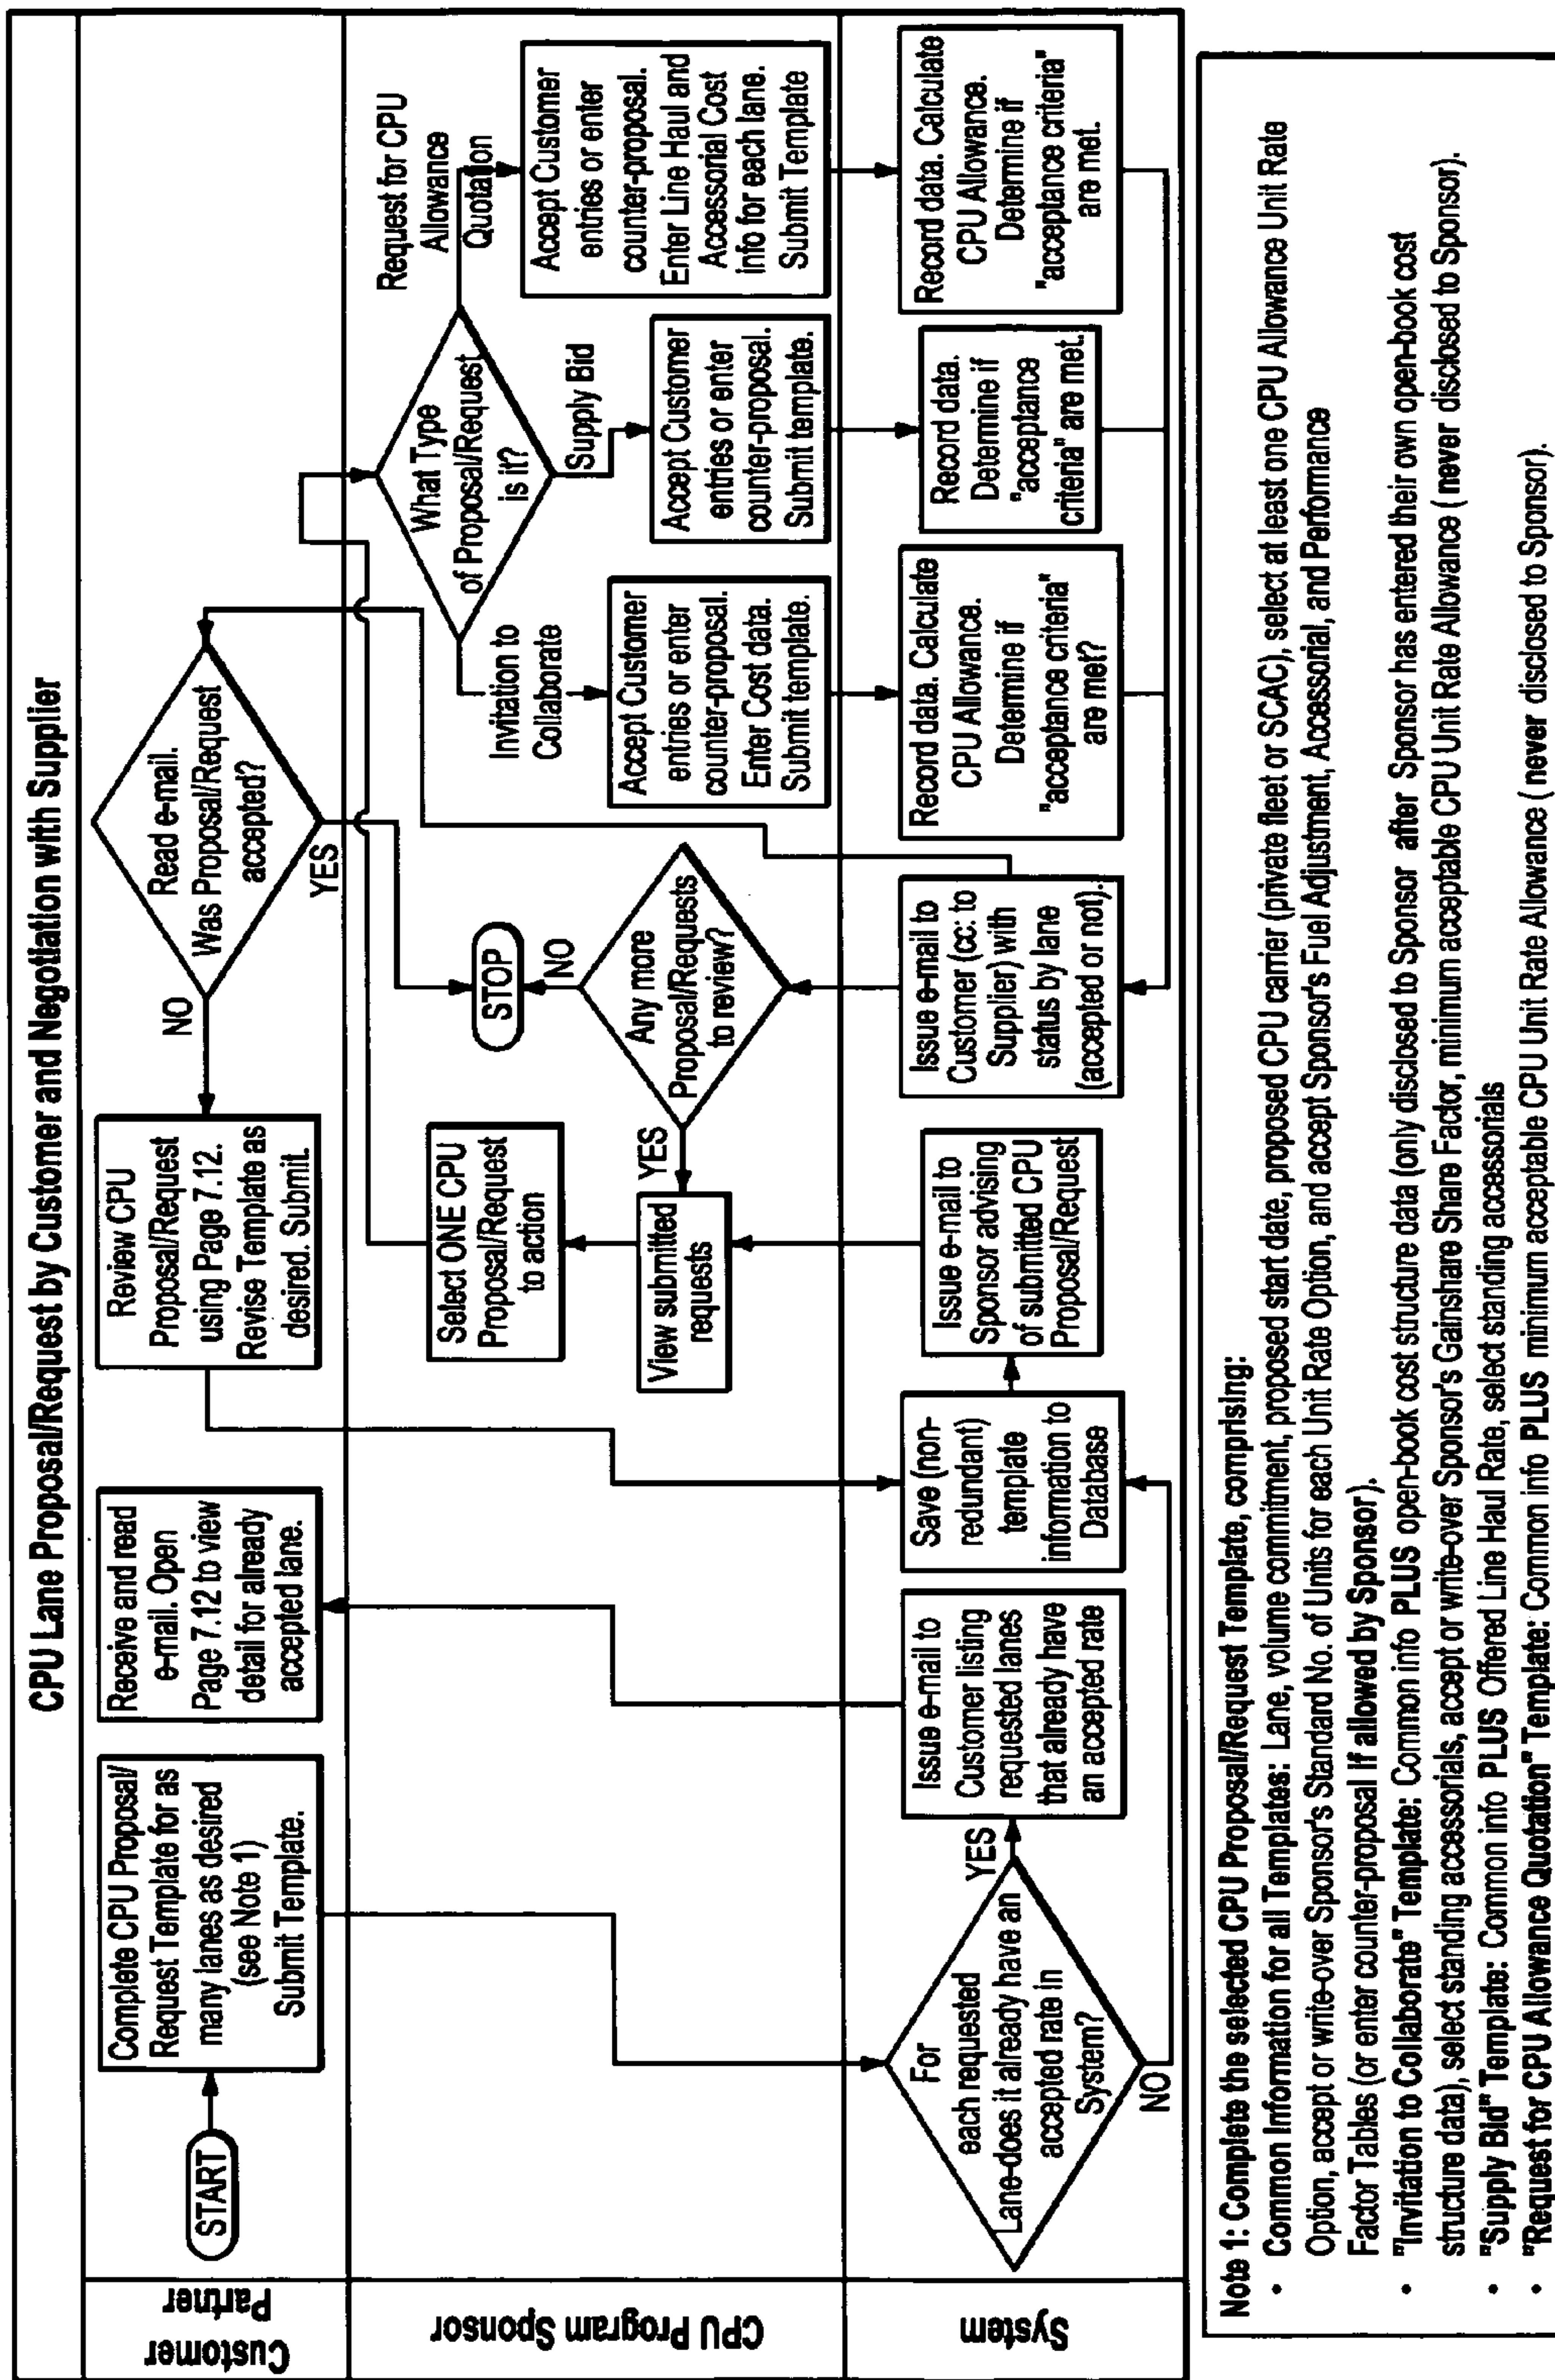 CPU Lane Proposal/Request by Customer and Negotiation with Supplier
Customer
Partner
CPU Program Sponsor
System
START
Complete CPU Proposal/
Request Template for as
many lanes as desired
(see Note 1)
Submit Template.
Receive and read
e-mail. Open
Page 7.12 to view
detail for already
accepted lane.
Review CPU
Proposal/Request
using Page 7.12.
Revise Template as
desired. Submit.
NO
Read e-mail.
Was Proposal/Request
accepted?
YES
Select ONE CPU
Proposal/Request
to action
View submitted
requests
YES
STOP
NO
Any more
Proposal/Requests
to review?
Invitation to
Collaborate
What Type
of Proposal/Request
is it?
Supply Bid
Request for CPU
Allowance
Quotation
Accept Customer
entries or enter
counter-proposal.
Enter Cost data.
Submit template.
Accept Customer
entries or enter
counter-proposal.
Submit template.
Accept Customer
entries or enter
counter-proposal.
Enter Line Haul and
Accessorial Cost
info for each lane.
Submit Template
For
each requested
Lane-does it already have an
accepted rate in
System?
YES
NO
Issue e-mail to
Customer listing
requested lanes
that already have
an accepted rate
Save (non-
redundant)
template
information to
Database
Issue e-mail to
Sponsor advising
of submitted CPU
Proposal/Request
Issue e-mail to
Customer (cc: to
Supplier) with
status by lane
(accepted or not).
Record data. Calculate
CPU Allowance.
Determine if
"acceptance criteria"
are met?
Record data.
Determine if
"acceptance
criteria" are met.
Record data. Calculate
CPU Allowance.
Determine if
"acceptance criteria"
are met.
Note 1: Complete the selected CPU Proposal/Request Template, comprising:
• Common Information for all Templates: Lane, volume commitment, proposed start date, proposed CPU carrier (private fleet or SCAC), select at least one CPU Allowance Unit Rate
Option, accept or write-over Sponsor's Standard No. of Units for each Unit Rate Option, and accept Sponsor's Fuel Adjustment, Accessorial, and Performance
Factor Tables (or enter counter-proposal if allowed by Sponsor).
• "Invitation to Collaborate" Template: Common info PLUS open-book cost structure data (only disclosed to Sponsor after Sponsor has entered their own open-book cost
structure data), select standing accessorials, accept or write-over Sponsor's Gainshare Share Factor, minimum acceptable CPU Unit Rate Allowance ( never disclosed to Sponsor).
• "Supply Bid" Template: Common info PLUS Offered Line Haul Rate, select standing accessorials
• "Request for CPU Allowance Quotation" Template: Common info PLUS minimum acceptable CPU Unit Rate Allowance ( never disclosed to Sponsor).